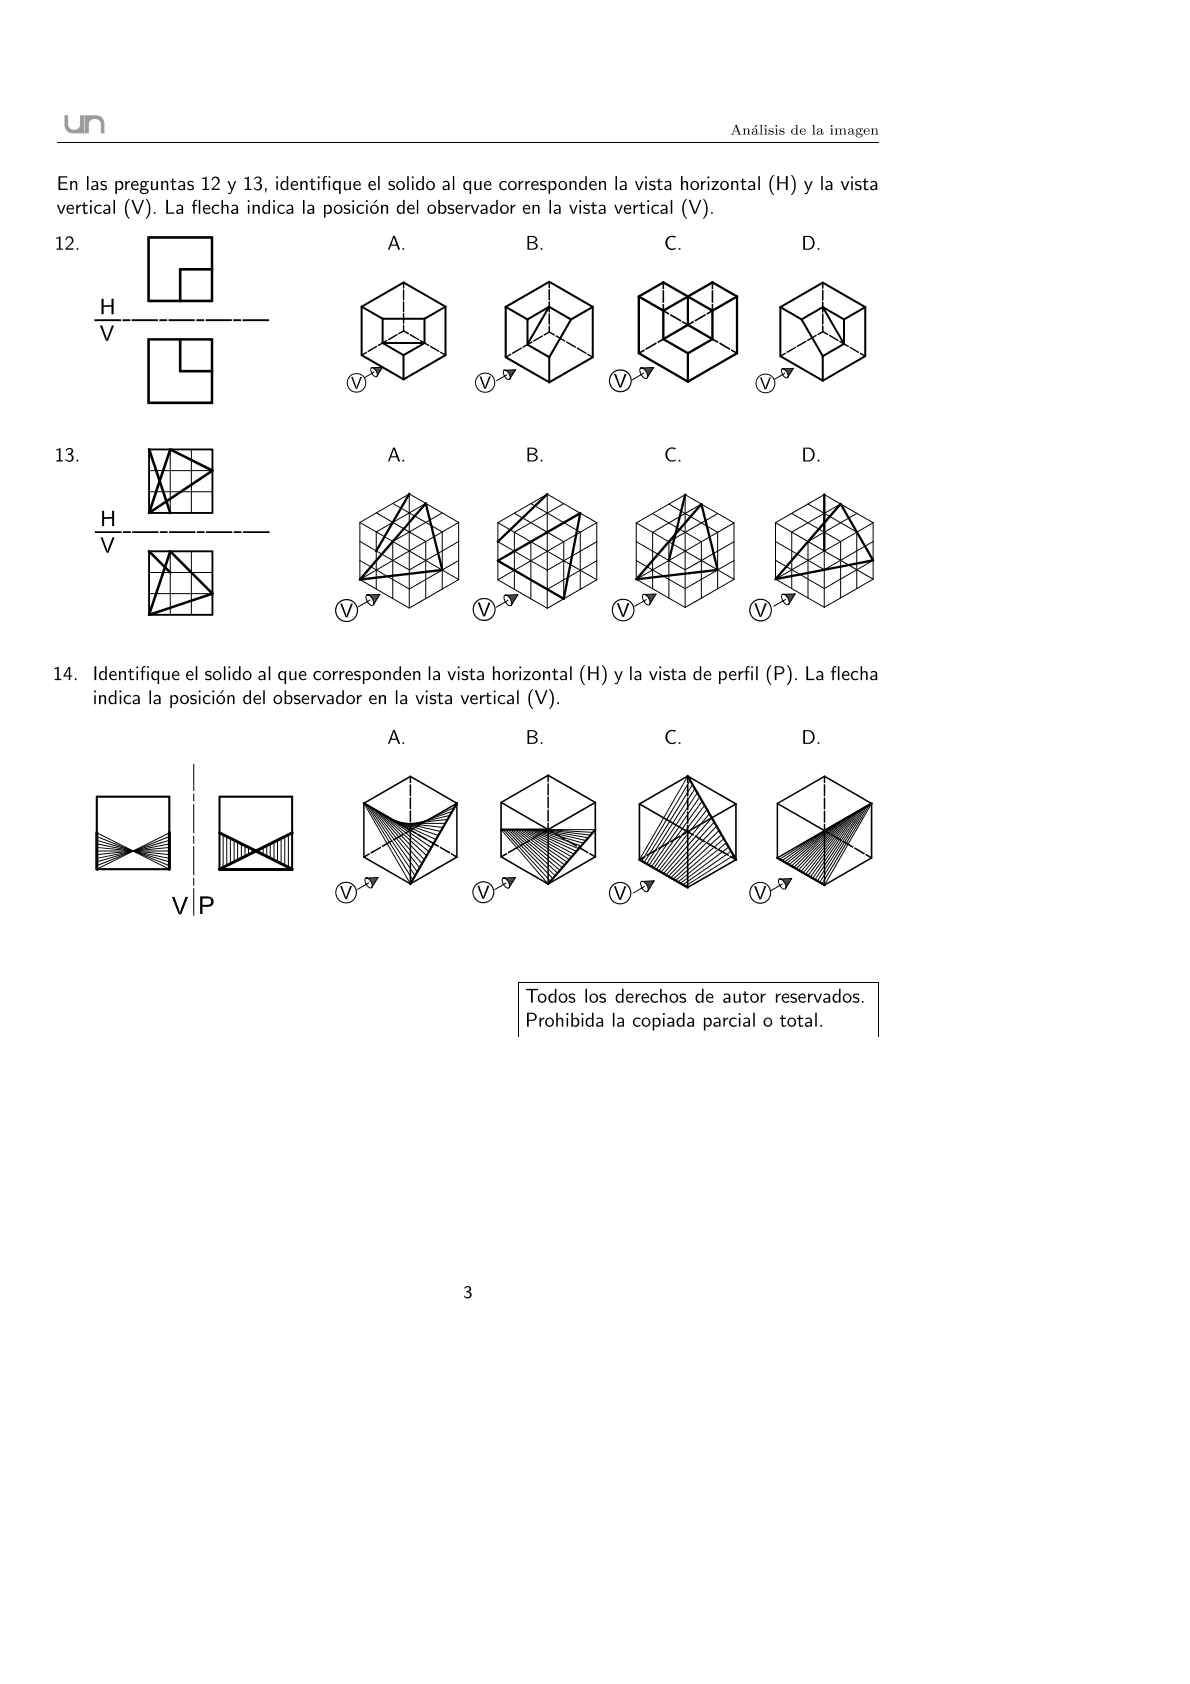 un
Análisis de la imagen
En las preguntas 12 y 13, identifique el solido al que corresponden la vista horizontal (H) y la vista
vertical (V). La flecha indica la posición del observador en la vista vertical (V).
12. A. B. C. D.
H
V
V V V V
13. A. B. C. D.
H
V
V V V V
14. Identifique el solido al que corresponden la vista horizontal (H) y la vista de perfil (P). La flecha
indica la posición del observador en la vista vertical (V).
A. B. C. D.
V P
V V V V
Todos los derechos de autor reservados.
Prohibida la copiada parcial o total.
3